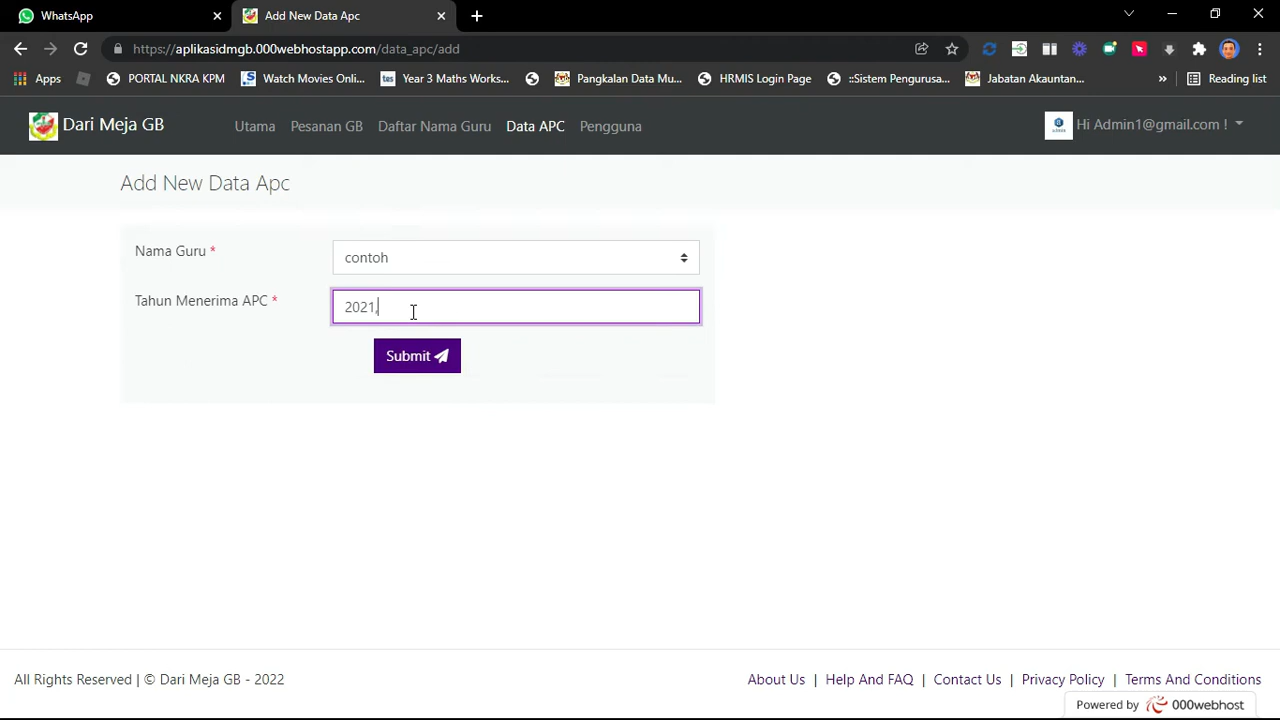 WhatsApp
Add New Data Apc
https://aplikasidmgb.000webhostapp.com/data_apc/add
Apps
PORTAL NKRA KPM
Watch Movies Onli...
tes
Year 3 Maths Works...
Pangkalan Data Mu...
HRMIS Login Page
::Sistem Pengurusa...
Jabatan Akauntan...
»
Reading list
Dari Meja GB
Utama
Pesanan GB
Daftar Nama Guru
Data APC
Pengguna
Hi Admin1@gmail.com !
Add New Data Apc
Nama Guru *
contoh
Tahun Menerima APC *
2021,
Submit
All Rights Reserved | © Dari Meja GB - 2022
About Us | Help And FAQ | Contact Us | Privacy Policy | Terms And Conditions
Powered by 000webhost